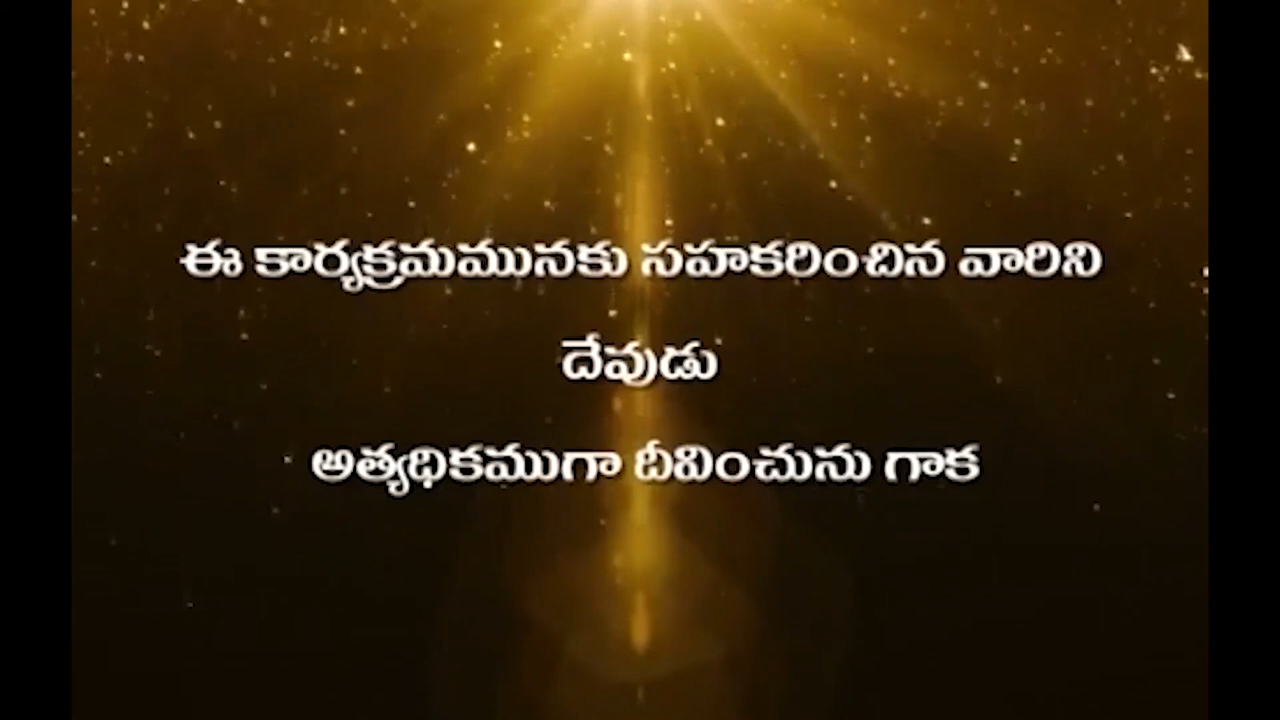 ఈ కార్యక్రమమునకు సహకరించిన వారిని
దేవుడు
అత్యధికముగా దీవించును గాక